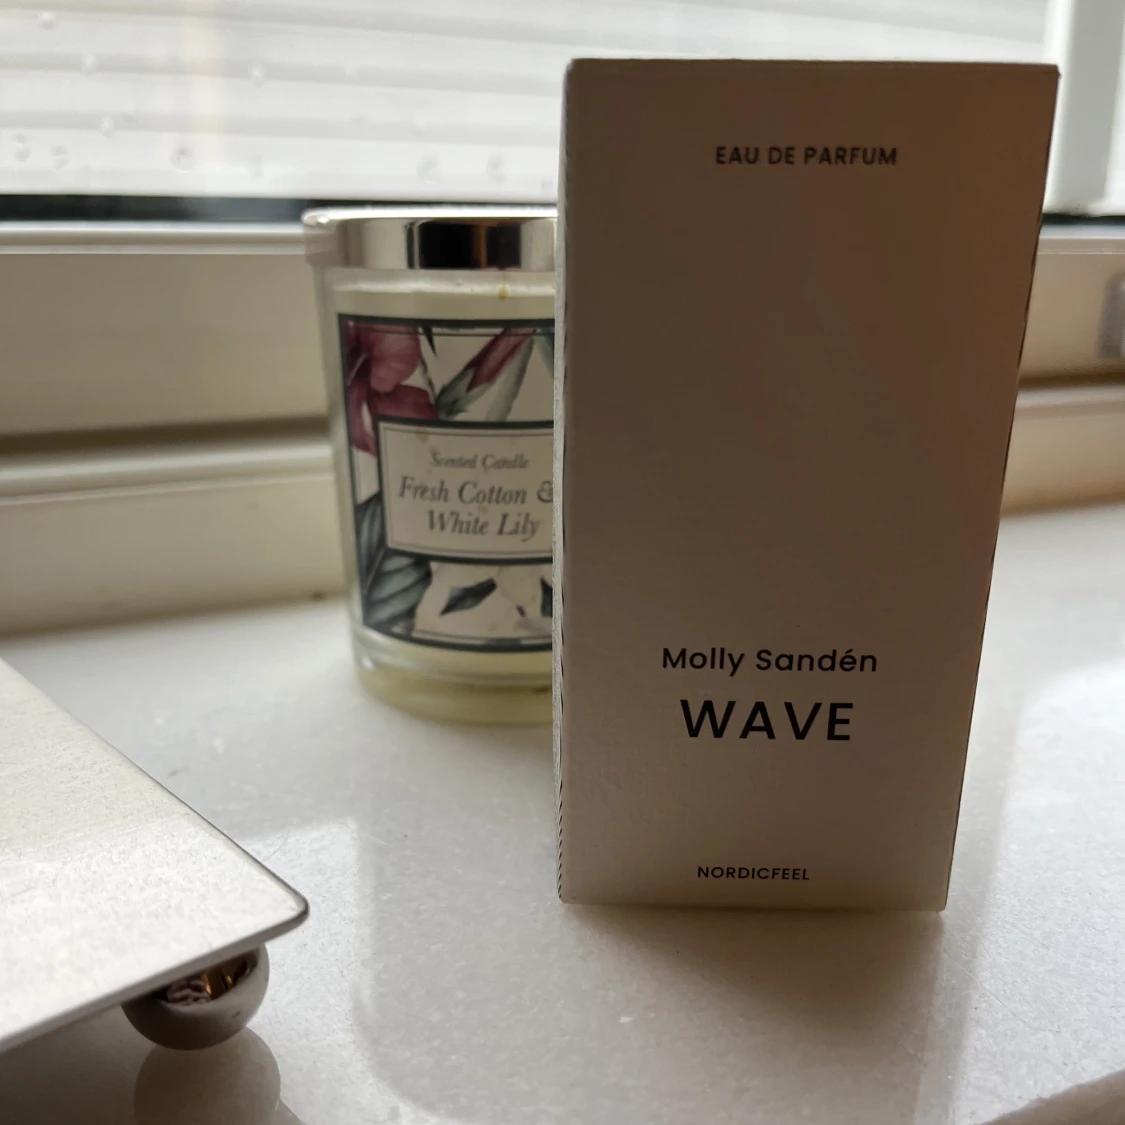 Scented Candle
Fresh Cotton &
White Lily
EAU DE PARFUM
Molly Sandén
WAVE
NORDICFEEL